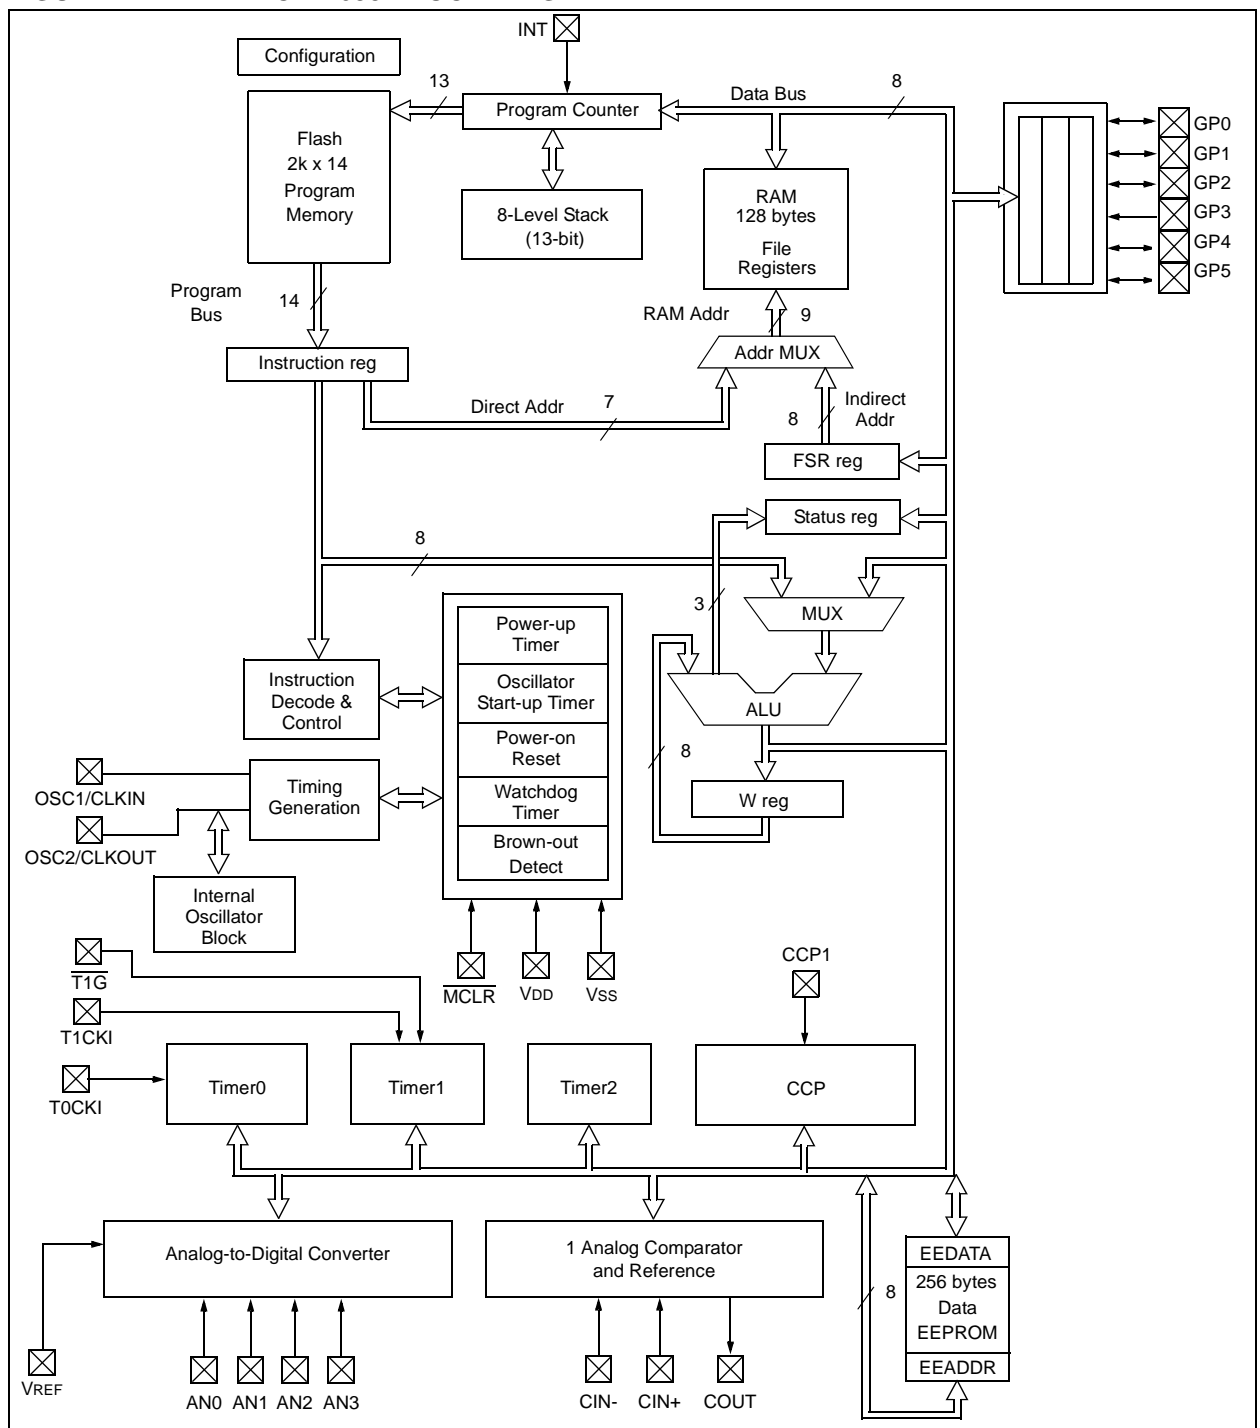 INT
Configuration
13
Program Counter
Data Bus
8
Flash
2k x 14
Program
Memory
8-Level Stack
(13-bit)
RAM
128 bytes
File
Registers
GP0
GP1
GP2
GP3
GP4
GP5
Program
Bus
14
RAM Addr
9
Addr MUX
Instruction reg
Direct Addr
7
8
Indirect
Addr
FSR reg
Status reg
8
3
MUX
Power-up
Timer
Oscillator
Start-up Timer
Power-on
Reset
Watchdog
Timer
Brown-out
Detect
Instruction
Decode &
Control
ALU
8
W reg
OSC1/CLKIN
Timing
Generation
OSC2/CLKOUT
Internal
Oscillator
Block
T1G
MCLR
VDD
VSS
CCP1
T1CKI
T0CKI
Timer0
Timer1
Timer2
CCP
Analog-to-Digital Converter
1 Analog Comparator
and Reference
EEDATA
256 bytes
Data
EEPROM
EEADDR
8
VREF
AN0 AN1 AN2 AN3
CIN- CIN+ COUT